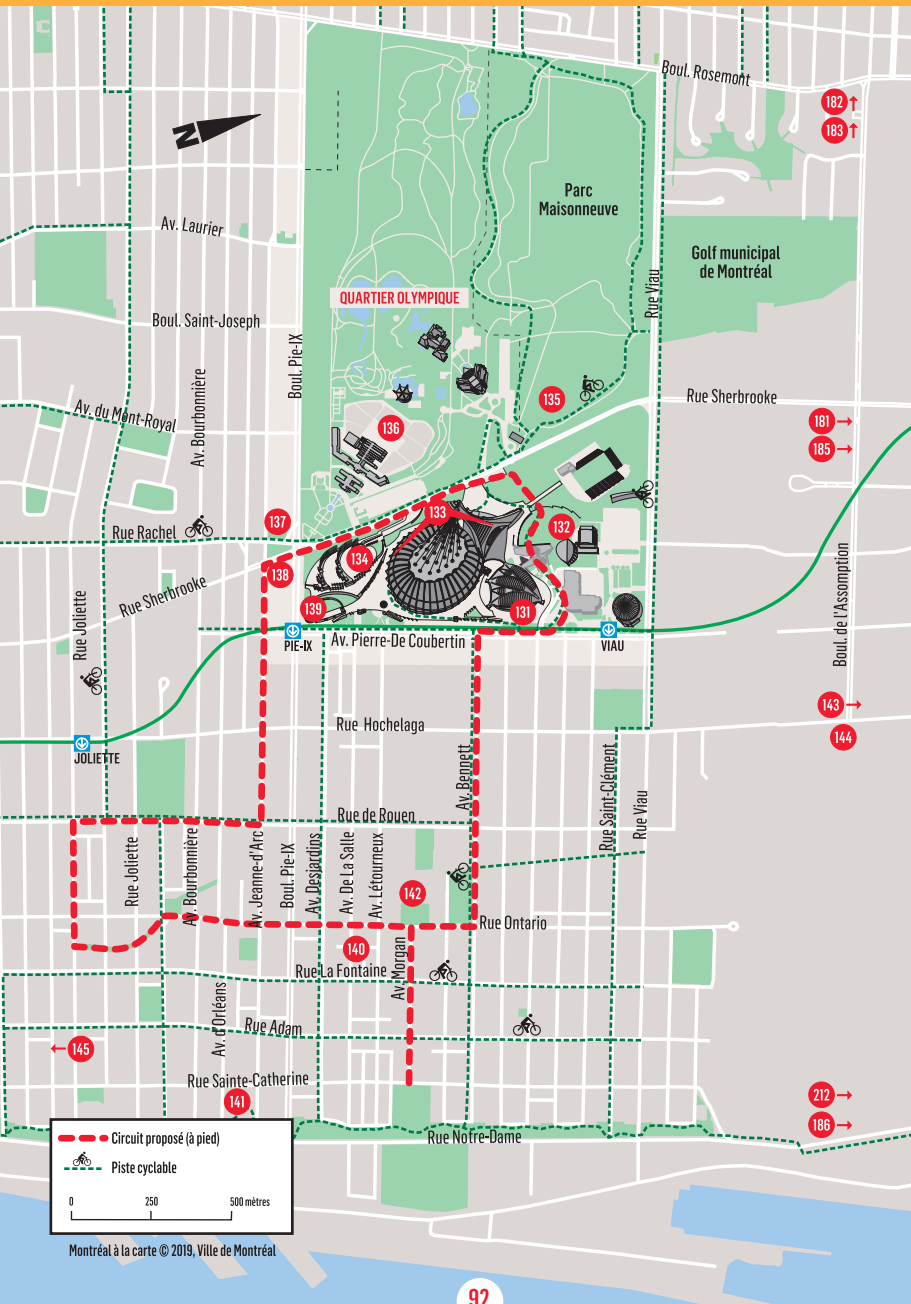 Boul. Rosemont
182
183
N
Parc
Maisonneuve
Av. Laurier
Golf municipal
de Montréal
Rue Viau
QUARTIER OLYMPIQUE
Boul. Saint-Joseph
Boul. Pie-IX
Av. Bourbonnière
Rue Sherbrooke
135
Av. du Mont-Royal
136
181
185
133
137
132
Rue Rachel
134
138
Rue Sherbrooke
Boul. de l'Assomption
139
131
Rue Joliette
PIE-IX
Av. Pierre-De Coubertin
VIAU
143
Rue Hochelaga
144
JOLIETTE
Av. Bennett
Rue Saint-Clément
Rue Viau
Rue de Rouen
Rue Joliette
Av. Bourbonnière
Av. Jeanne-d'Arc
Boul. Pie-IX
Av. Desjardins
Av. De La Salle
Av. Létourneux
142
Rue Ontario
140
Av. Morgan
Rue La Fontaine
Av. d'Orléans
Rue Adam
145
Rue Sainte-Catherine
141
212
186
Rue Notre-Dame
Circuit proposé (à pied)
Piste cyclable
0 250 500 mètres
Montréal à la carte © 2019, Ville de Montréal
92